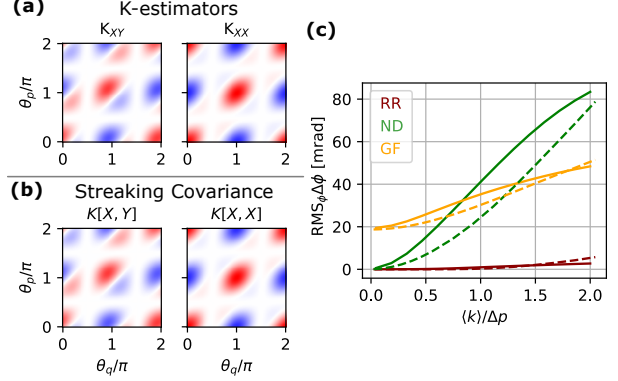 (a)
K-estimators
K_XY
K_XX
θ_p/π
2
1
0
0
1
2
0
1
2
(b)
Streaking Covariance
K[X, Y]
K[X, X]
θ_p/π
2
1
0
0
1
2
0
1
2
θ_q/π
θ_q/π
(c)
RMS_ϕΔϕ [mrad]
80
60
40
20
0
RR
ND
GF
0.0
0.5
1.0
1.5
2.0
⟨k⟩/Δp